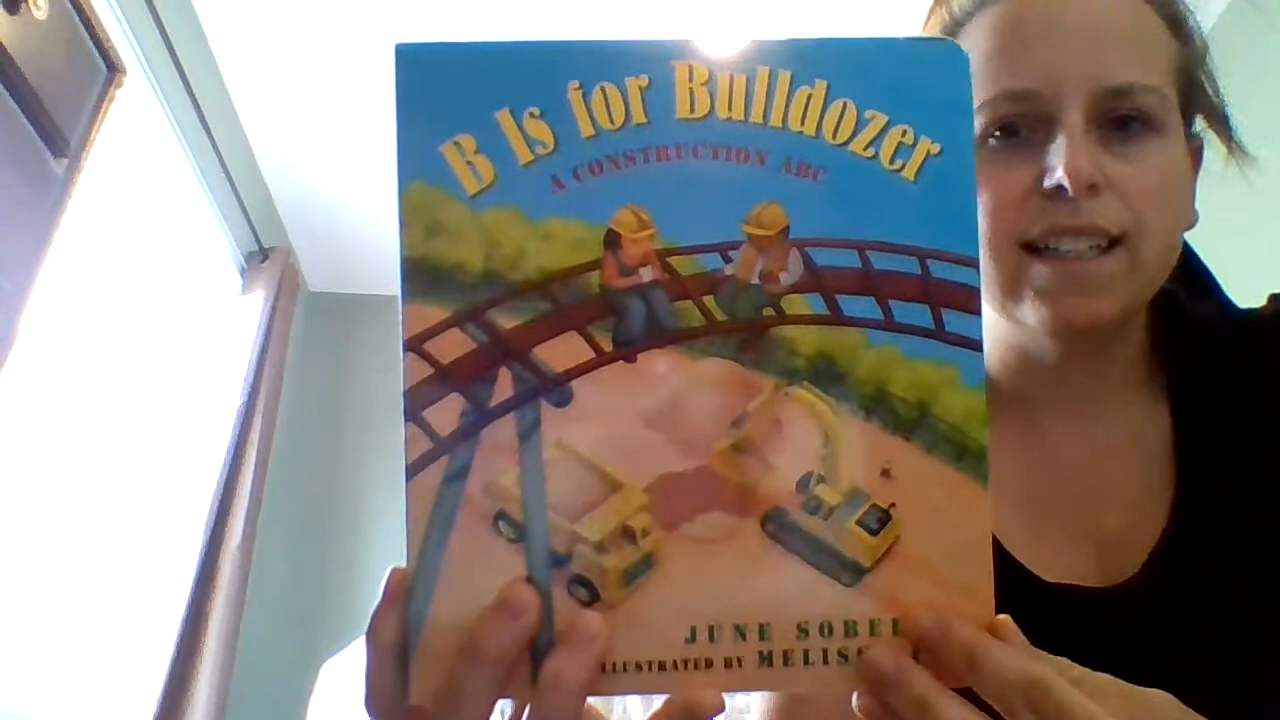 B Is for Bulldozer
A CONSTRUCTION ABC
JUNE SOBEL
ILLUSTRATED BY